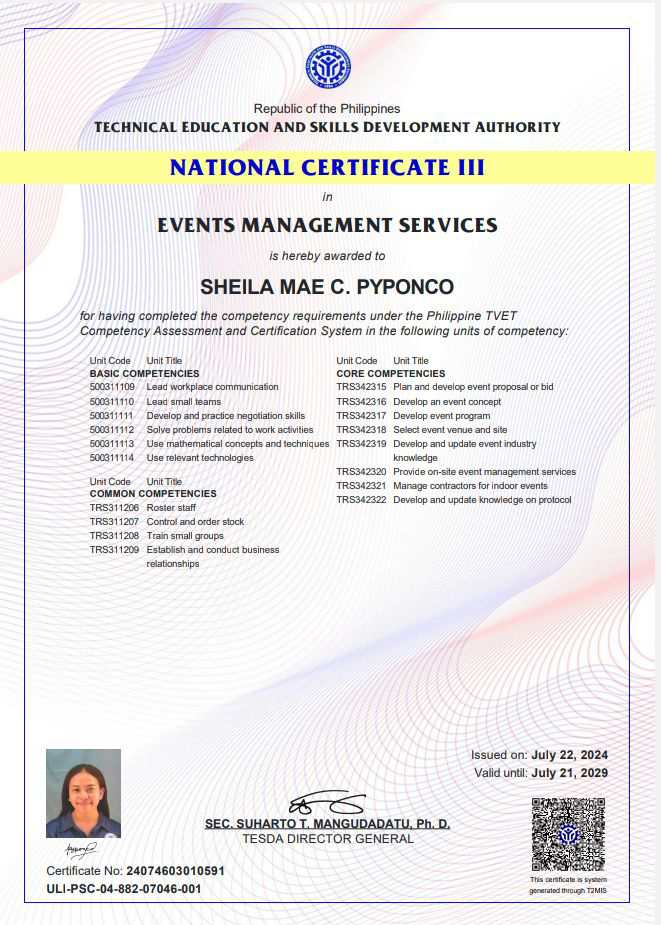 Republic of the Philippines
TECHNICAL EDUCATION AND SKILLS DEVELOPMENT AUTHORITY
NATIONAL CERTIFICATE III
in
EVENTS MANAGEMENT SERVICES
is hereby awarded to
SHEILA MAE C. PYPONCO
for having completed the competency requirements under the Philippine TVET
Competency Assessment and Certification System in the following units of competency:
Unit Code Unit Title
BASIC COMPETENCIES
500311109 Lead workplace communication
500311110 Lead small teams
500311111 Develop and practice negotiation skills
500311112 Solve problems related to work activities
500311113 Use mathematical concepts and techniques
500311114 Use relevant technologies
Unit Code Unit Title
COMMON COMPETENCIES
TRS311206 Roster staff
TRS311207 Control and order stock
TRS311208 Train small groups
TRS311209 Establish and conduct business
relationships
Unit Code Unit Title
CORE COMPETENCIES
TRS342315 Plan and develop event proposal or bid
TRS342316 Develop an event concept
TRS342317 Develop event program
TRS342318 Select event venue and site
TRS342319 Develop and update event industry
knowledge
TRS342320 Provide on-site event management services
TRS342321 Manage contractors for indoor events
TRS342322 Develop and update knowledge on protocol
Issued on: July 22, 2024
Valid until: July 21, 2029
SEC. SUHARTO T. MANGUDADATU, Ph. D.
TESDA DIRECTOR GENERAL
Certificate No: 24074603010591
ULI-PSC-04-882-07046-001
This certificate is system
generated through T2MIS